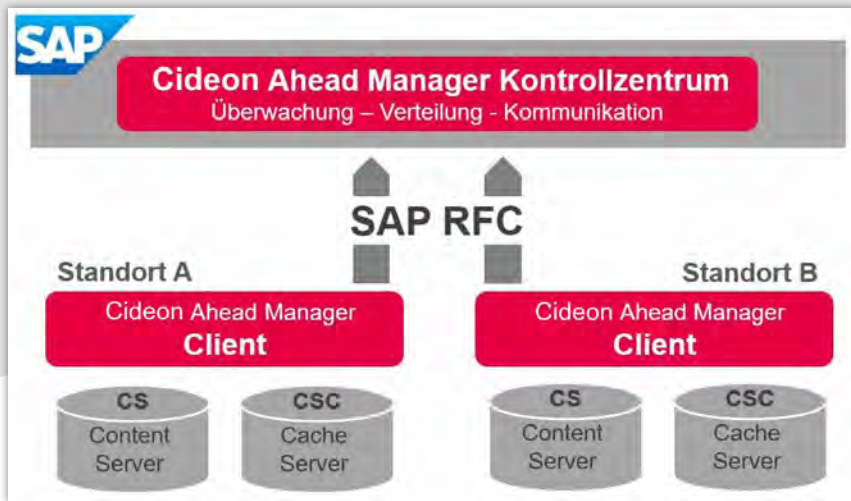 SAP
Cideon Ahead Manager Kontrollzentrum
Überwachung – Verteilung - Kommunikation
SAP RFC
Standort A
Standort B
Cideon Ahead Manager
Client
Cideon Ahead Manager
Client
CS
Content
Server
CSC
Cache
Server
CS
Content
Server
CSC
Cache
Server